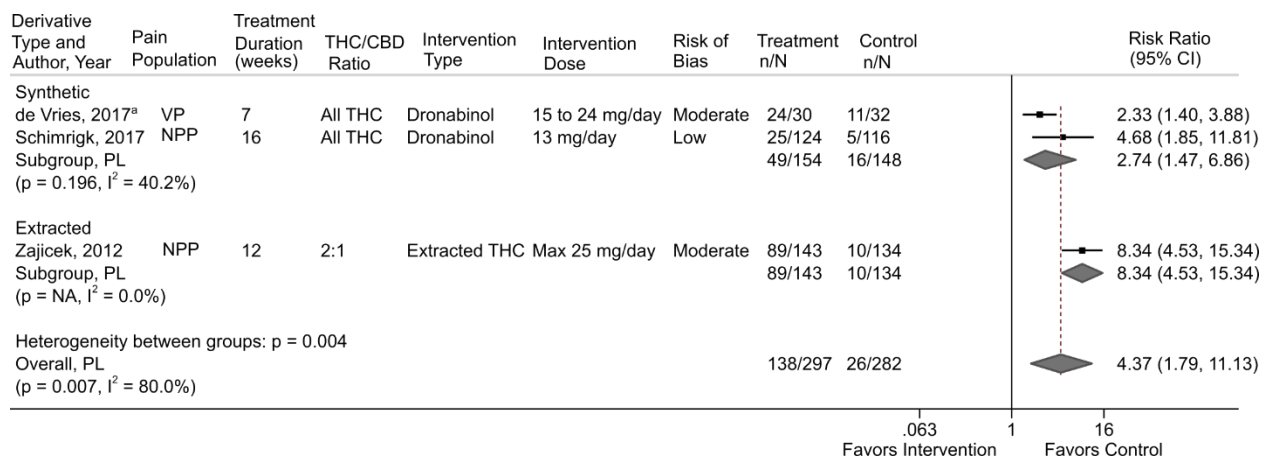 Derivative Type and Author, Year Pain Population Treatment Duration (weeks) THC/CBD Ratio Intervention Type Intervention Dose Risk of Bias Treatment n/N Control n/N Risk Ratio (95% CI)
Synthetic
de Vries, 2017ᵃ VP 7 All THC Dronabinol 15 to 24 mg/day Moderate 24/30 11/32 2.33 (1.40, 3.88)
Schimrigk, 2017 NPP 16 All THC Dronabinol 13 mg/day Low 25/124 5/116 4.68 (1.85, 11.81)
Subgroup, PL 49/154 16/148 2.74 (1.47, 6.86)
(p = 0.196, I² = 40.2%)
Extracted
Zajicek, 2012 NPP 12 2:1 Extracted THC Max 25 mg/day Moderate 89/143 10/134 8.34 (4.53, 15.34)
Subgroup, PL 89/143 10/134 8.34 (4.53, 15.34)
(p = NA, I² = 0.0%)
Heterogeneity between groups: p = 0.004
Overall, PL 138/297 26/282 4.37 (1.79, 11.13)
(p = 0.007, I² = 80.0%)
.063 1 16
Favors Intervention Favors Control